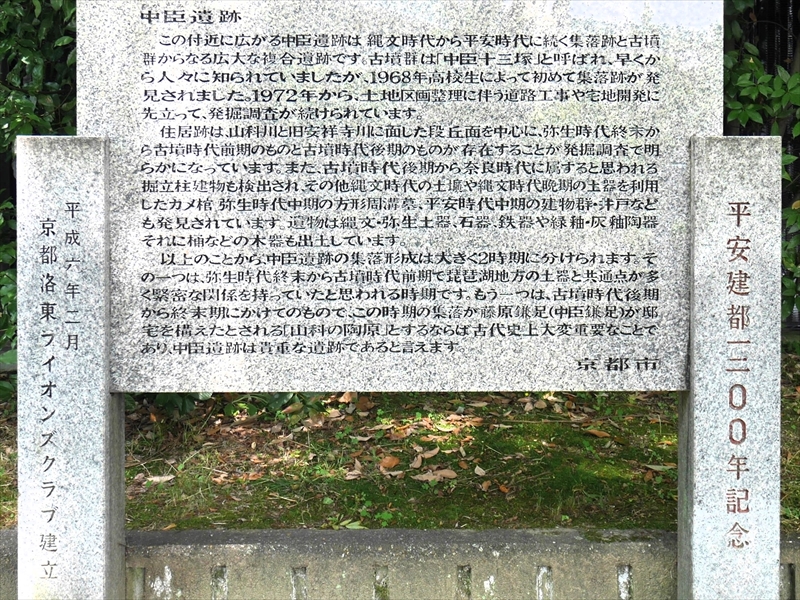 中臣遺跡
この付近に広がる中臣遺跡は 縄文時代から平安時代に続く集落跡と古墳
群からなる広大な複合遺跡です。古墳群は「中臣十三塚」と呼ばれ、早くか
ら人々に知られていましたが、1968年高校生によって初めて集落跡が発
見されました。1972年から、土地区画整理に伴う道路工事や宅地開発に
先立って、発掘調査が続けられています。
住居跡は、山科川と旧安祥寺川に面した段丘面を中心に、弥生時代終末か
ら古墳時代前期のものと古墳時代後期のものが存在することが発掘調査で明
らかになっています。また、古墳時代後期から奈良時代に属すると思われる
掘立柱建物も検出され、その他縄文時代の土壙や縄文時代晩期の土器を利用
したカメ棺 弥生時代中期の方形周溝墓、平安時代中期の建物群・井戸など
も発見されています。遺物は縄文・弥生土器、石器、鉄器や緑釉・灰釉陶器
それに桶などの木器も出土しています。
以上のことから、中臣遺跡の集落形成は大きく2時期に分けられます。そ
の一つは、弥生時代終末から古墳時代前期で琵琶湖地方の土器と共通点が多
く緊密な関係を持っていたと思われる時期です。もう一つは、古墳時代後期
から終末期にかけてのもので、この時期の集落が藤原鎌足(中臣鎌足)が邸
宅を構えたとされる「山科の陶原」とするならば古代史上大変重要なことで
あり、中臣遺跡は貴重な遺跡であると言えます。
京都市
平安建都一二〇〇年記念
平成六年二月
京都洛東ライオンズクラブ建立